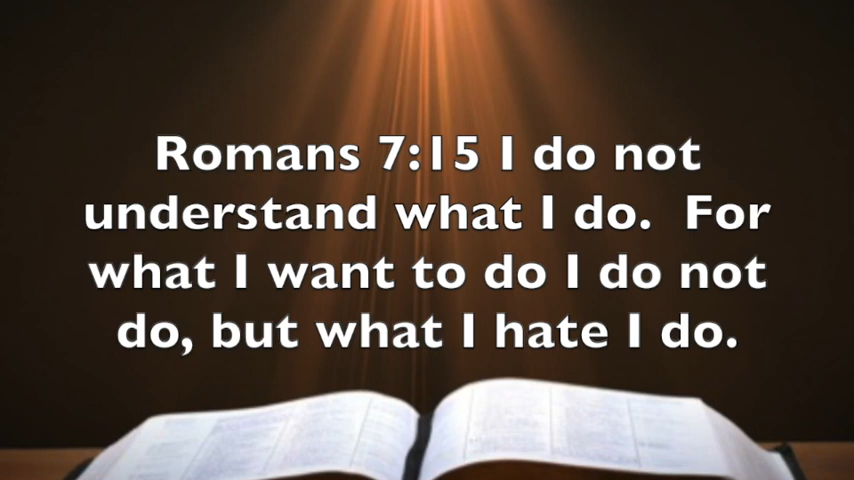 Romans 7:15 I do not
understand what I do.  For
what I want to do I do not
do, but what I hate I do.